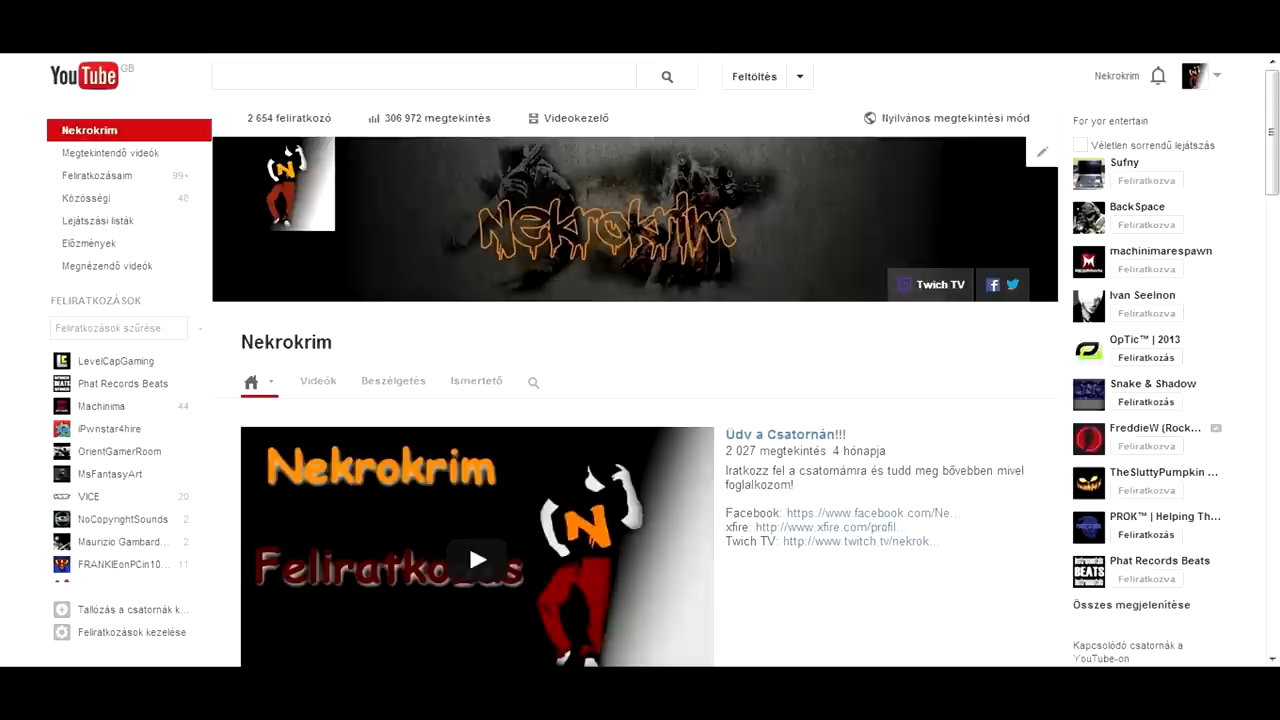 YouTube GB
Feltöltés
Nekrokrim
2 654 feliratkozó
306 972 megtekintés
Videokezelő
Nyilvános megtekintési mód
Nekrokrim
Megtekintendő videók
Feliratkozásaim 99+
Közösségi 48
Lejátszási listák
Előzmények
Megnézendő videók
FELIRATKOZÁSOK
Feliratkozások szűrése...
LevelCapGaming
Phat Records Beats
Machinima 44
iPwnstar4hire
OrientGamerRoom
MsFantasyArt
VICE 20
NoCopyrightSounds 2
Maurizio Gambard... 2
FRANKIEonPCin10... 11
Tallózás a csatornák k...
Feliratkozások kezelése
N
Nekrokrim
Twich TV
Nekrokrim
Videók
Beszélgetés
Ismertető
Nekrokrim
N
Feliratkozás
Üdv a Csatornán!!!
2 027 megtekintés 4 hónapja
Iratkozz fel a csatornámra és tudd meg bővebben mivel
foglalkozom!
Facebook: https://www.facebook.com/Ne...
xfire: http://www.xfire.com/profil...
Twich TV: http://www.twitch.tv/nekrok...
For yor entertain
Véletlen sorrendű lejátszás
Sufny
Feliratkozva
BackSpace
Feliratkozva
machinimarespawn
Feliratkozva
Ivan Seelnon
Feliratkozva
OpTic™ | 2013
Feliratkozás
Snake & Shadow
Feliratkozás
FreddieW (Rock...
Feliratkozva
TheSluttyPumpkin ...
Feliratkozva
PROK™ | Helping Th...
Feliratkozva
BEATS
Phat Records Beats
Feliratkozva
Összes megjelenítése
Kapcsolódó csatornák a
YouTube-on